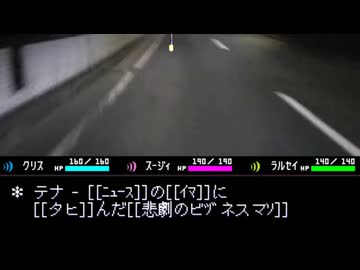 クリス HP 160/160 スージィ HP 190/190 ラルセイ HP 140/140
＊ テナ - [[ﾆｭｰｽ]]の[[ｲﾏ]]に
[[タヒ]]んだ[[悲劇のビヅネスマソ]]